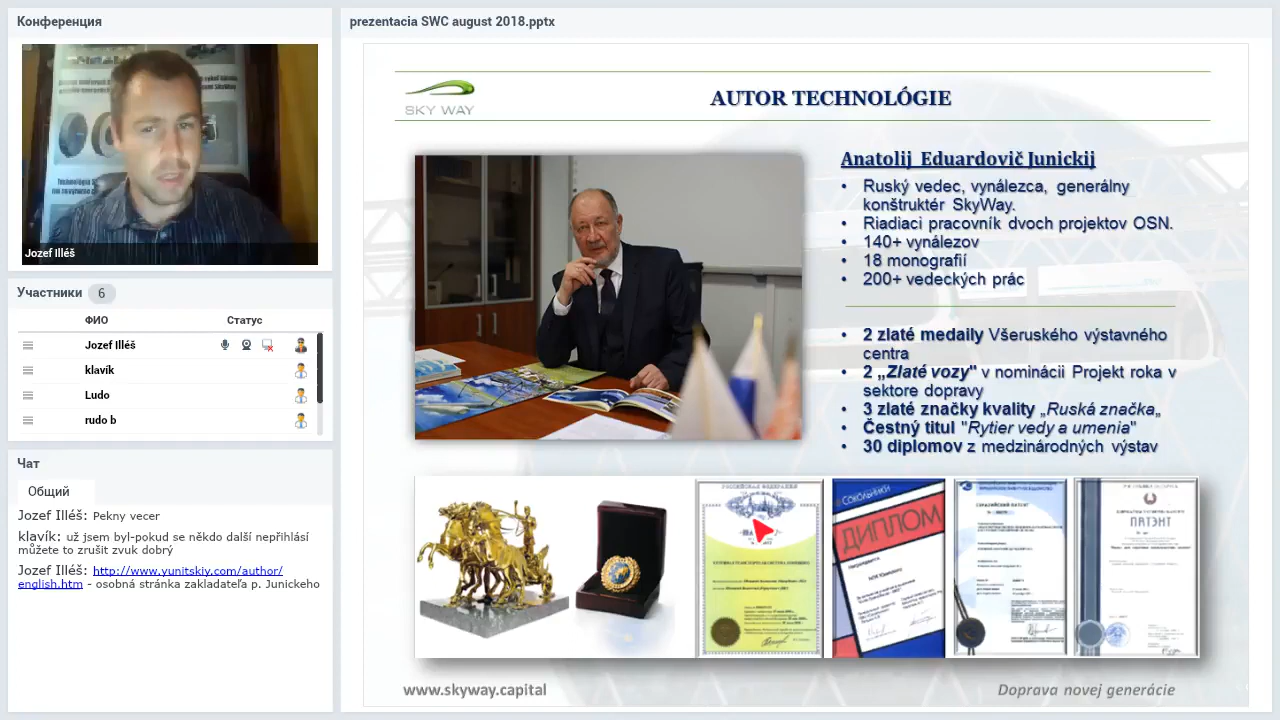 Конференция
Jozef Illéš
Участники 6
ФИО Статус
Jozef Illéš
klavík
Ludo
rudo b
Чат
Общий
Jozef Illéš: Pekny vecer
klavík: už jsem byl-pokud se někdo další nepřihlasí
můžete to zrušit zvuk dobrý
Jozef Illéš: http://www.yunitskiy.com/author/
english.htm - osobná stránka zakladateľa p. Junickeho
prezentacia SWC august 2018.pptx
SKY WAY
AUTOR TECHNOLÓGIE
Anatolij Eduardovič Junickij
• Ruský vedec, vynálezca, generálny
konštruktér SkyWay.
• Riadiaci pracovník dvoch projektov OSN.
• 140+ vynálezov
• 18 monografií
• 200+ vedeckých prác
• 2 zlaté medaily Všeruského výstavného
centra
• 2 „Zlaté vozy" v nominácii Projekt roka v
sektore dopravy
• 3 zlaté značky kvality „Ruská značka„
• Čestný titul "Rytier vedy a umenia"
• 30 diplomov z medzinárodných výstav
СОКОЛЬНИКИ
ДИПЛОМ
ПАТЭНТ
www.skyway.capital
Doprava novej generácie